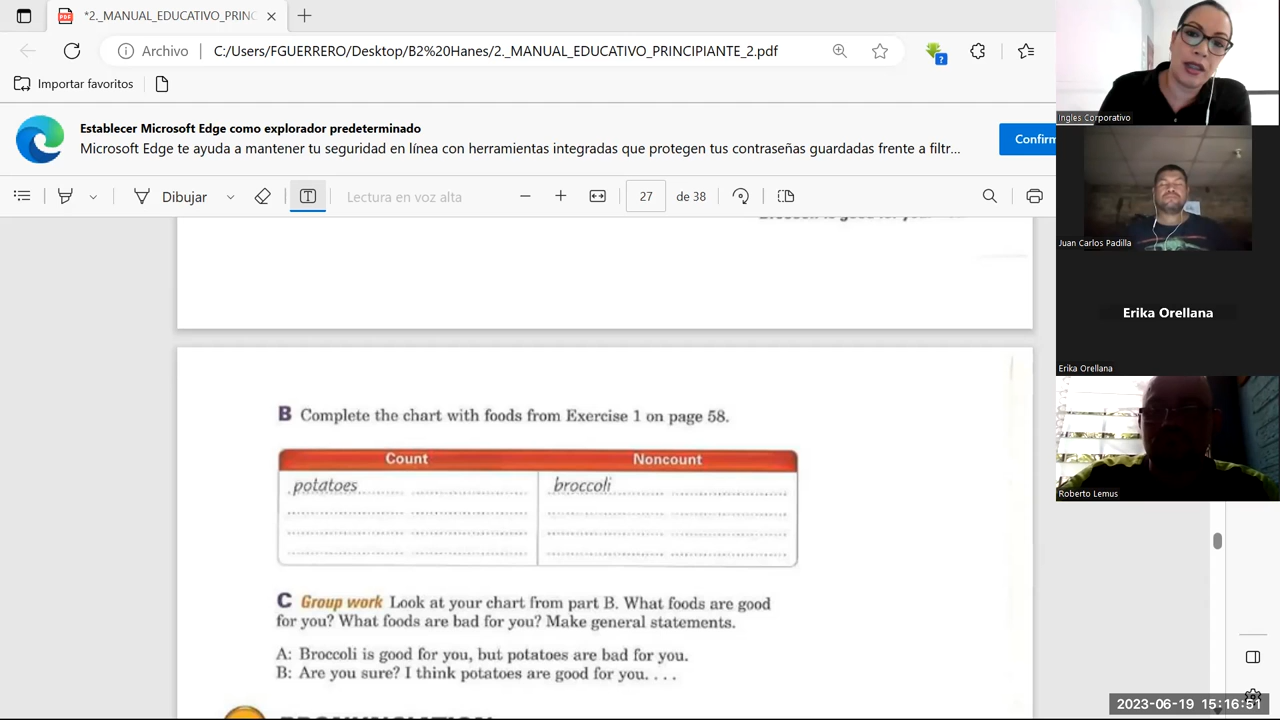 *2._MANUAL_EDUCATIVO_PRINC
Archivo
C:/Users/FGUERRERO/Desktop/B2%20Hanes/2._MANUAL_EDUCATIVO_PRINCIPIANTE_2.pdf
Importar favoritos
Establecer Microsoft Edge como explorador predeterminado
Microsoft Edge te ayuda a mantener tu seguridad en línea con herramientas integradas que protegen tus contraseñas guardadas frente a filtr...
Confirm
Dibujar
Lectura en voz alta
27
de 38
B Complete the chart with foods from Exercise 1 on page 58.
Count
Noncount
potatoes
broccoli
C Group work Look at your chart from part B. What foods are good
for you? What foods are bad for you? Make general statements.
A: Broccoli is good for you, but potatoes are bad for you.
B: Are you sure? I think potatoes are good for you. . . .
Ingles Corporativo
Juan Carlos Padilla
Erika Orellana
Erika Orellana
Roberto Lemus
2023-06-19 15:16:51